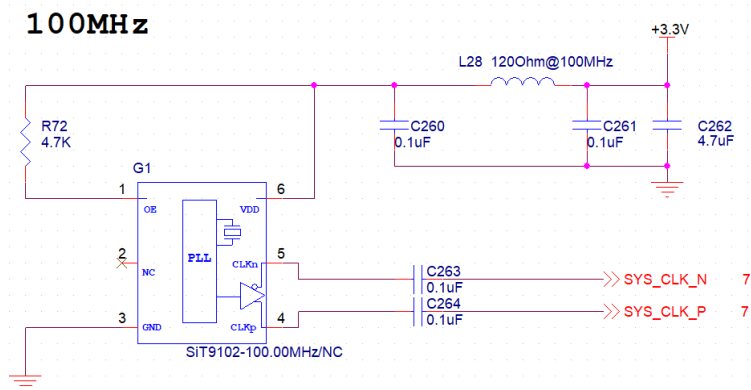 100MHz
+3.3V
L28 120Ohm@100MHz
R72
4.7K
C260
0.1uF
C261
0.1uF
C262
4.7uF
G1
1
6
OE
VDD
2
5
NC
PLL
CLKn
3
4
GND
CLKp
C263
0.1uF
SYS_CLK_N 7
C264
0.1uF
SYS_CLK_P 7
SiT9102-100.00MHz/NC